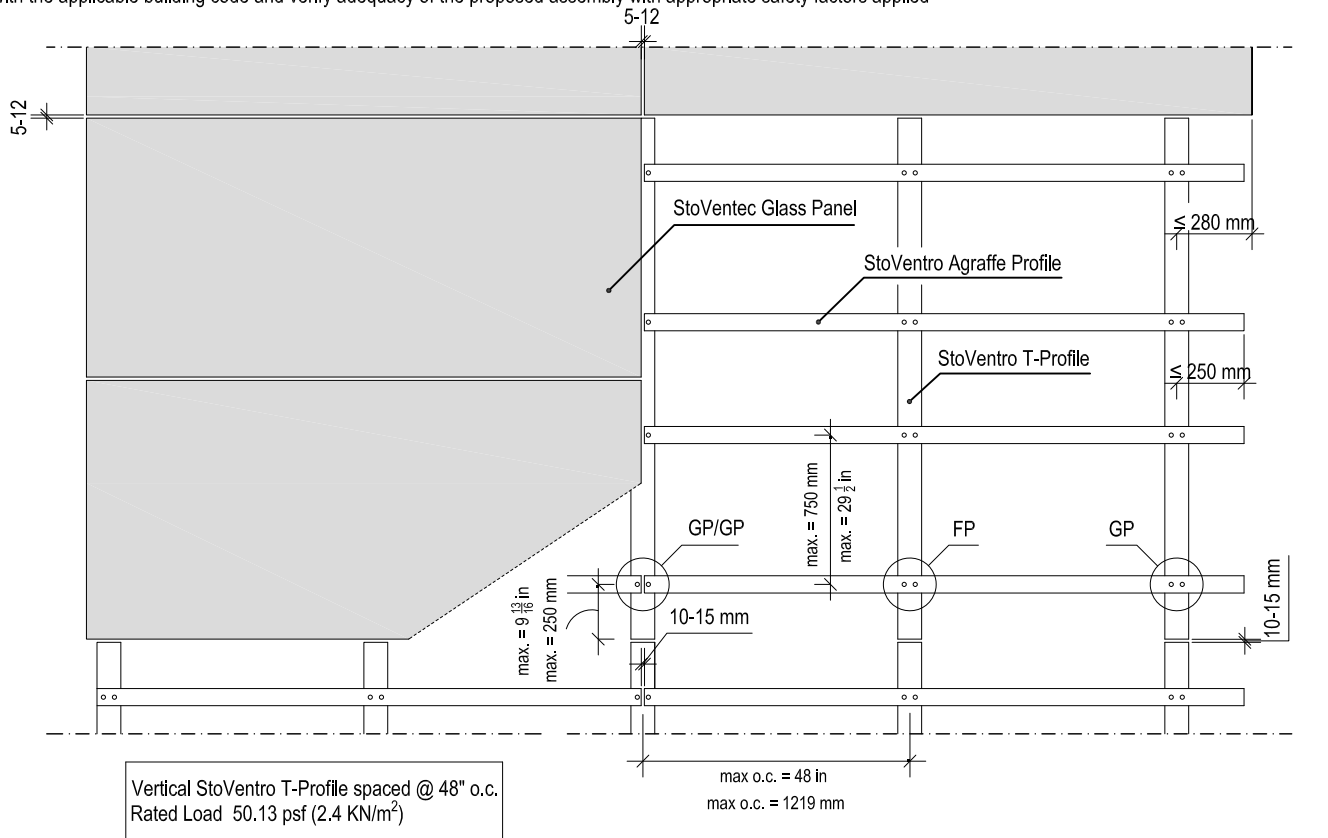 with the applicable building code and verify adequacy of the proposed assembly with appropriate safety factors applied
5-12
5-12
StoVentec Glass Panel
≤ 280 mm
StoVentro Agraffe Profile
StoVentro T-Profile
≤ 250 mm
max. = 750 mm
max. = 29 1/2 in
GP/GP
FP
GP
max. = 9 13/16 in
max. = 250 mm
10-15 mm
10-15 mm
max o.c. = 48 in
max o.c. = 1219 mm
Vertical StoVentro T-Profile spaced @ 48" o.c.
Rated Load 50.13 psf (2.4 KN/m²)